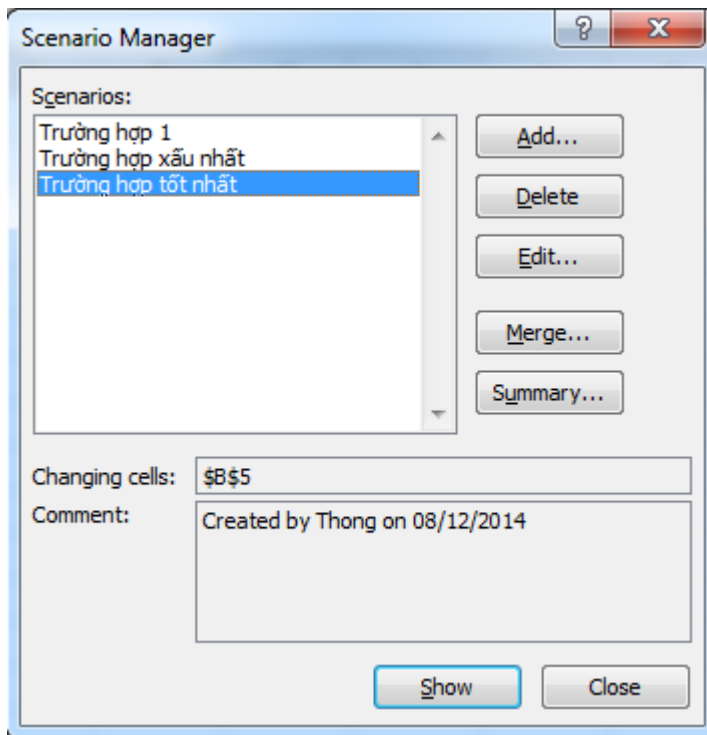 Scenario Manager
Scenarios:
Trường hợp 1
Trường hợp xấu nhất
Trường hợp tốt nhất
Add...
Delete
Edit...
Merge...
Summary...
Changing cells: $B$5
Comment: Created by Thong on 08/12/2014
Show Close